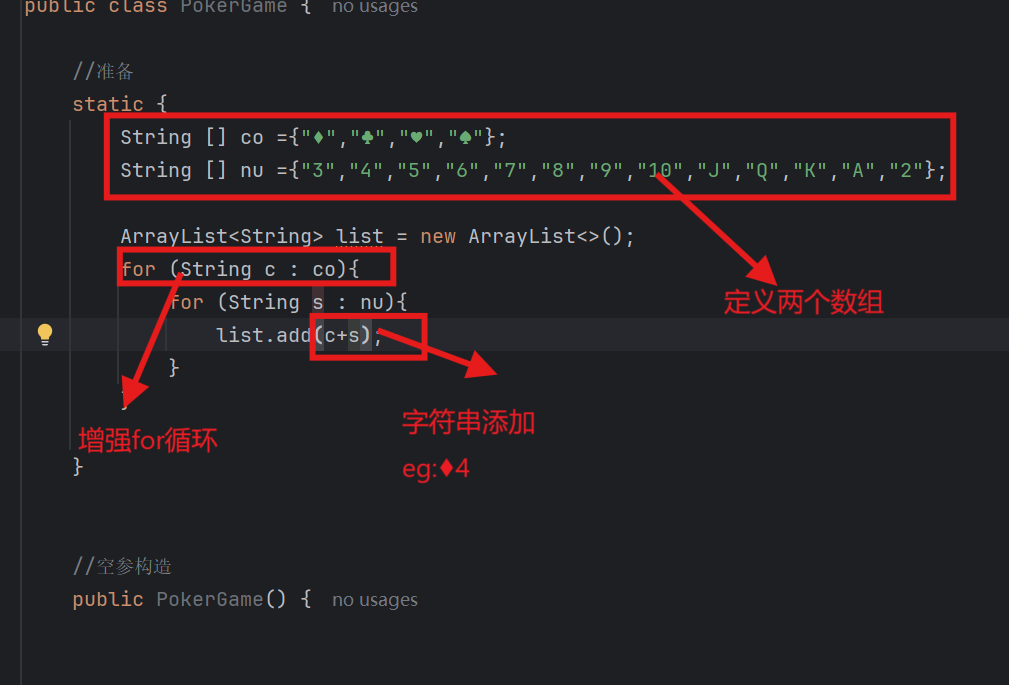 public class PokerGame { no usages
//准备
static {
String [] co ={"♦","♣","♥","♠"};
String [] nu ={"3","4","5","6","7","8","9","10","J","Q","K","A","2"};
ArrayList<String> list = new ArrayList<>();
for (String c : co){
for (String s : nu){
定义两个数组
list.add(c+s);
}
}
字符串添加
增强for循环
eg:♦4
}
//空参构造
public PokerGame() { no usages